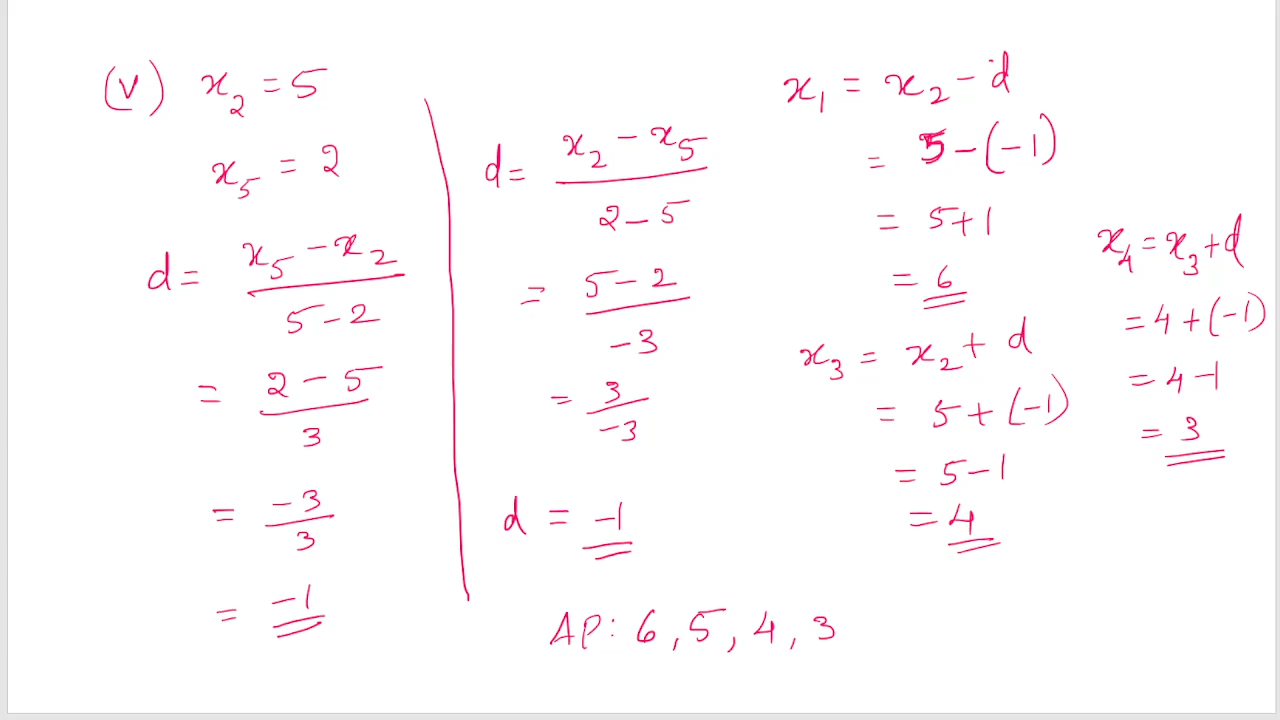 (v) x₂ = 5
x₅ = 2
d = (x₅ − x₂)/(5 − 2)
= (2 − 5)/3
= −3/3
= −1
d = (x₂ − x₅)/(2 − 5)
= (5 − 2)/−3
= 3/−3
d = −1
x₁ = x₂ − d
= 5 − (−1)
= 5 + 1
= 6
x₃ = x₂ + d
= 5 + (−1)
= 5 − 1
= 4
x₄ = x₃ + d
= 4 + (−1)
= 4 − 1
= 3
AP: 6, 5, 4, 3